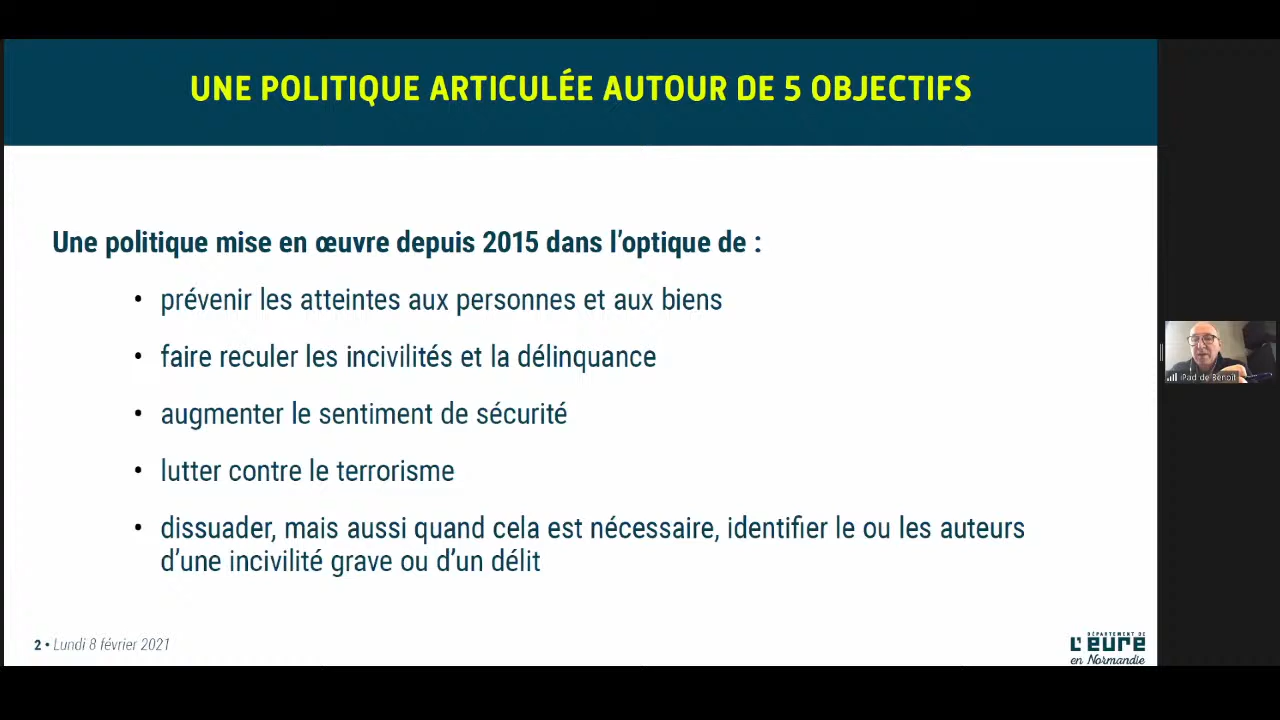 UNE POLITIQUE ARTICULÉE AUTOUR DE 5 OBJECTIFS
Une politique mise en œuvre depuis 2015 dans l’optique de :
• prévenir les atteintes aux personnes et aux biens
• faire reculer les incivilités et la délinquance
• augmenter le sentiment de sécurité
• lutter contre le terrorisme
• dissuader, mais aussi quand cela est nécessaire, identifier le ou les auteurs
d’une incivilité grave ou d’un délit
iPad de Benoit
2 • Lundi 8 février 2021
DÉPARTEMENT DE
L'EURE
en Normandie